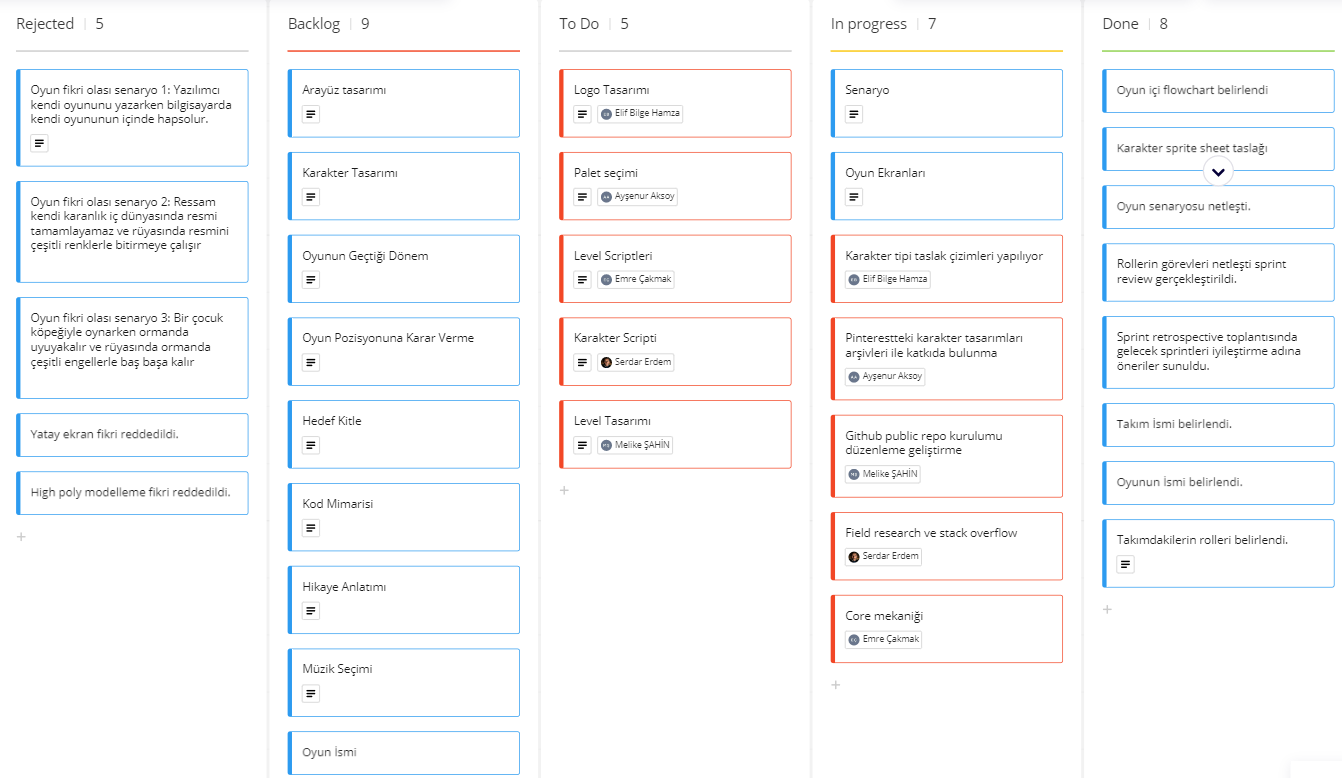 Rejected 5
Oyun fikri olası senaryo 1: Yazılımcı
kendi oyununu yazarken bilgisayarda
kendi oyununun içinde hapsolur.
Oyun fikri olası senaryo 2: Ressam
kendi karanlık iç dünyasında resmi
tamamlayamaz ve rüyasında resmini
çeşitli renklerle bitirmeye çalışır
Oyun fikri olası senaryo 3: Bir çocuk
köpeğiyle oynarken ormanda
uyuyakalır ve rüyasında ormanda
çeşitli engellerle baş başa kalır
Yatay ekran fikri reddedildi.
High poly modelleme fikri reddedildi.
Backlog 9
Arayüz tasarımı
Karakter Tasarımı
Oyunun Geçtiği Dönem
Oyun Pozisyonuna Karar Verme
Hedef Kitle
Kod Mimarisi
Hikaye Anlatımı
Müzik Seçimi
Oyun İsmi
To Do 5
Logo Tasarımı
Elif Bilge Hamza
Palet seçimi
Ayşenur Aksoy
Level Scriptleri
Emre Çakmak
Karakter Scripti
Serdar Erdem
Level Tasarımı
Melike ŞAHİN
In progress 7
Senaryo
Oyun Ekranları
Karakter tipi taslak çizimleri yapılıyor
Elif Bilge Hamza
Pinterestteki karakter tasarımları
arşivleri ile katkıda bulunma
Ayşenur Aksoy
Github public repo kurulumu
düzenleme geliştirme
Melike ŞAHİN
Field research ve stack overflow
Serdar Erdem
Core mekaniği
Emre Çakmak
Done 8
Oyun içi flowchart belirlendi
Karakter sprite sheet taslağı
Oyun senaryosu netleşti.
Rollerin görevleri netleşti sprint
review gerçekleştirildi.
Sprint retrospective toplantısında
gelecek sprintleri iyileştirme adına
öneriler sunuldu.
Takım İsmi belirlendi.
Oyunun İsmi belirlendi.
Takımdakilerin rolleri belirlendi.